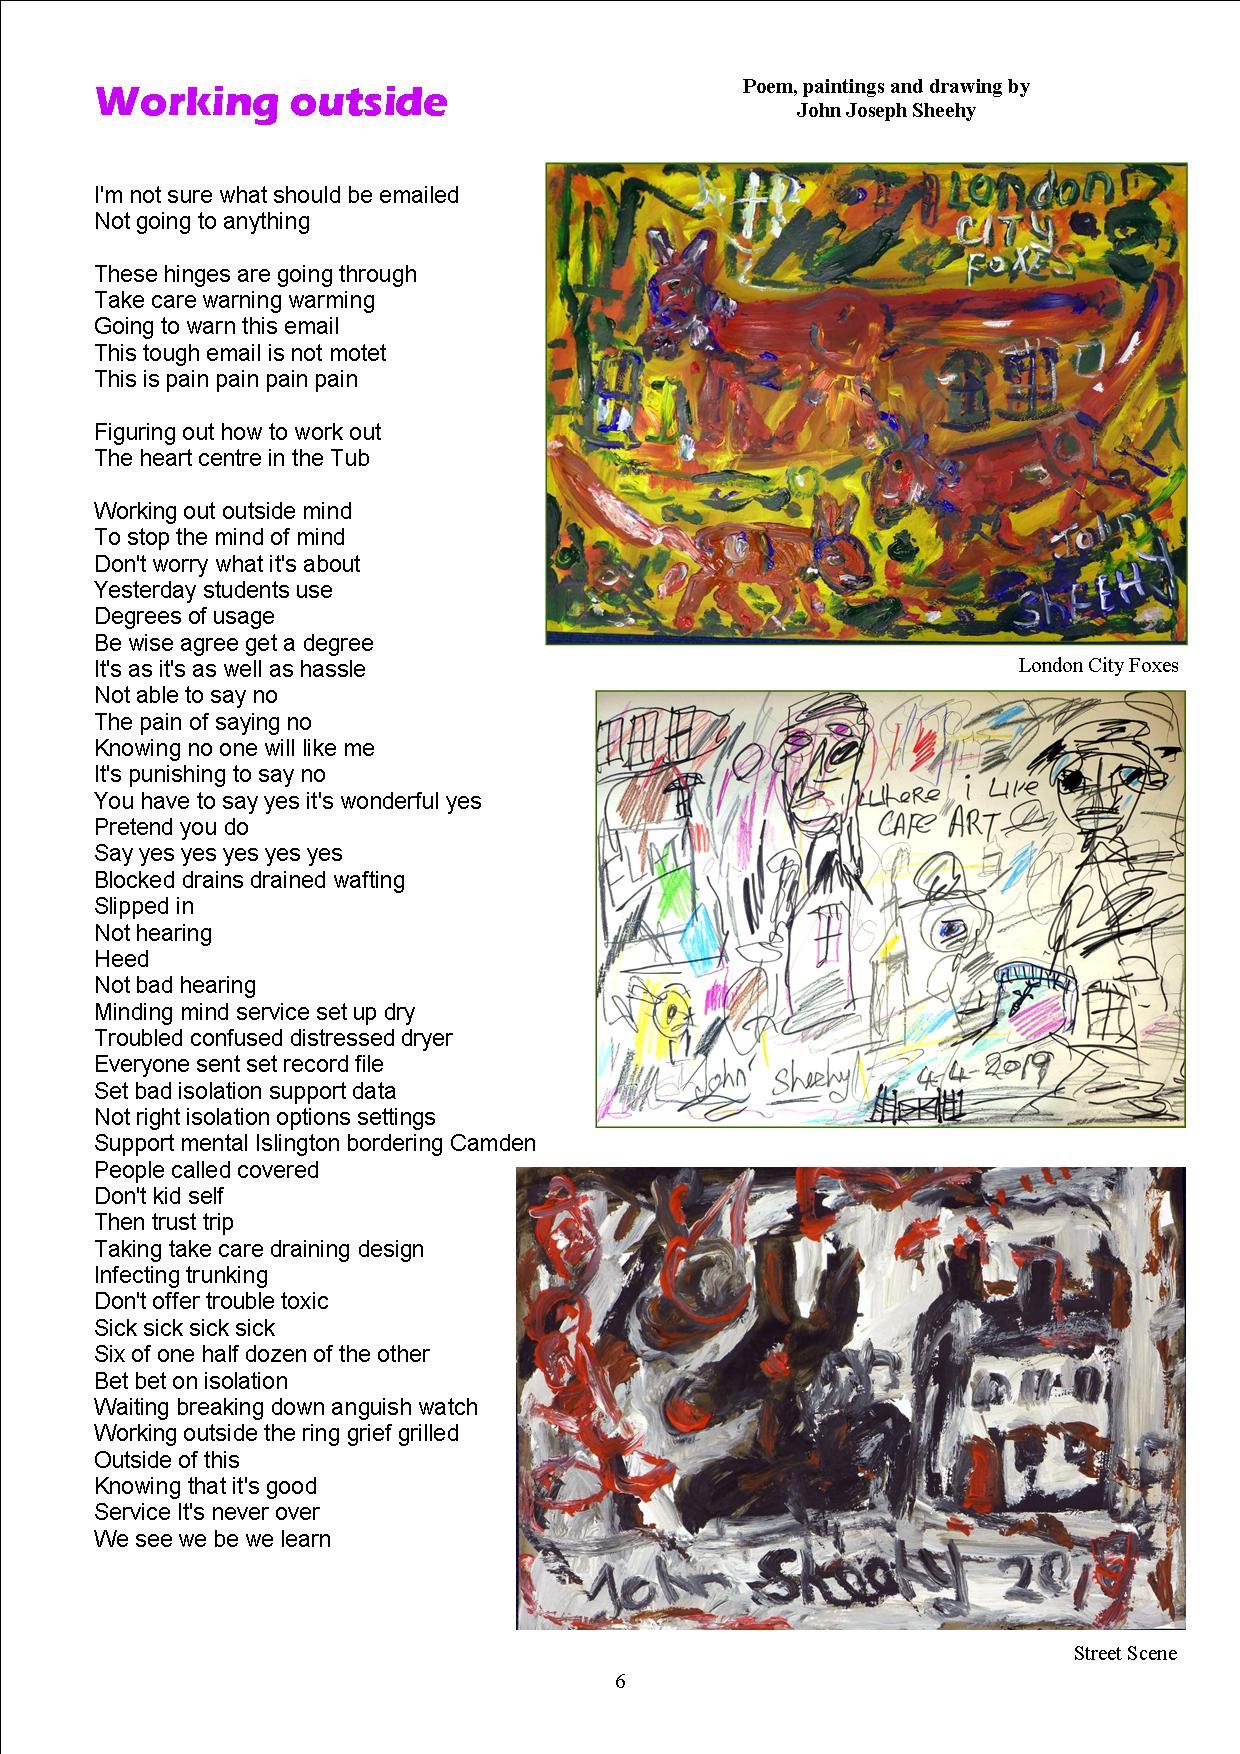 Working outside
Poem, paintings and drawing by
John Joseph Sheehy
I'm not sure what should be emailed
Not going to anything
These hinges are going through
Take care warning warming
Going to warn this email
This tough email is not motet
This is pain pain pain pain
Figuring out how to work out
The heart centre in the Tub
Working out outside mind
To stop the mind of mind
Don't worry what it's about
Yesterday students use
Degrees of usage
Be wise agree get a degree
It's as it's as well as hassle
Not able to say no
The pain of saying no
Knowing no one will like me
It's punishing to say no
You have to say yes it's wonderful yes
Pretend you do
Say yes yes yes yes yes
Blocked drains drained wafting
Slipped in
Not hearing
Heed
Not bad hearing
Minding mind service set up dry
Troubled confused distressed dryer
Everyone sent set record file
Set bad isolation support data
Not right isolation options settings
Support mental Islington bordering Camden
People called covered
Don't kid self
Then trust trip
Taking take care draining design
Infecting trunking
Don't offer trouble toxic
Sick sick sick sick
Six of one half dozen of the other
Bet bet on isolation
Waiting breaking down anguish watch
Working outside the ring grief grilled
Outside of this
Knowing that it's good
Service It's never over
We see we be we learn
LONDON
CITY
FOXES
John
SHEEHY
London City Foxes
WHERE i Live
CAFE ART
John Sheehy 4-4-2019
John Sheehy 2019
Street Scene
6